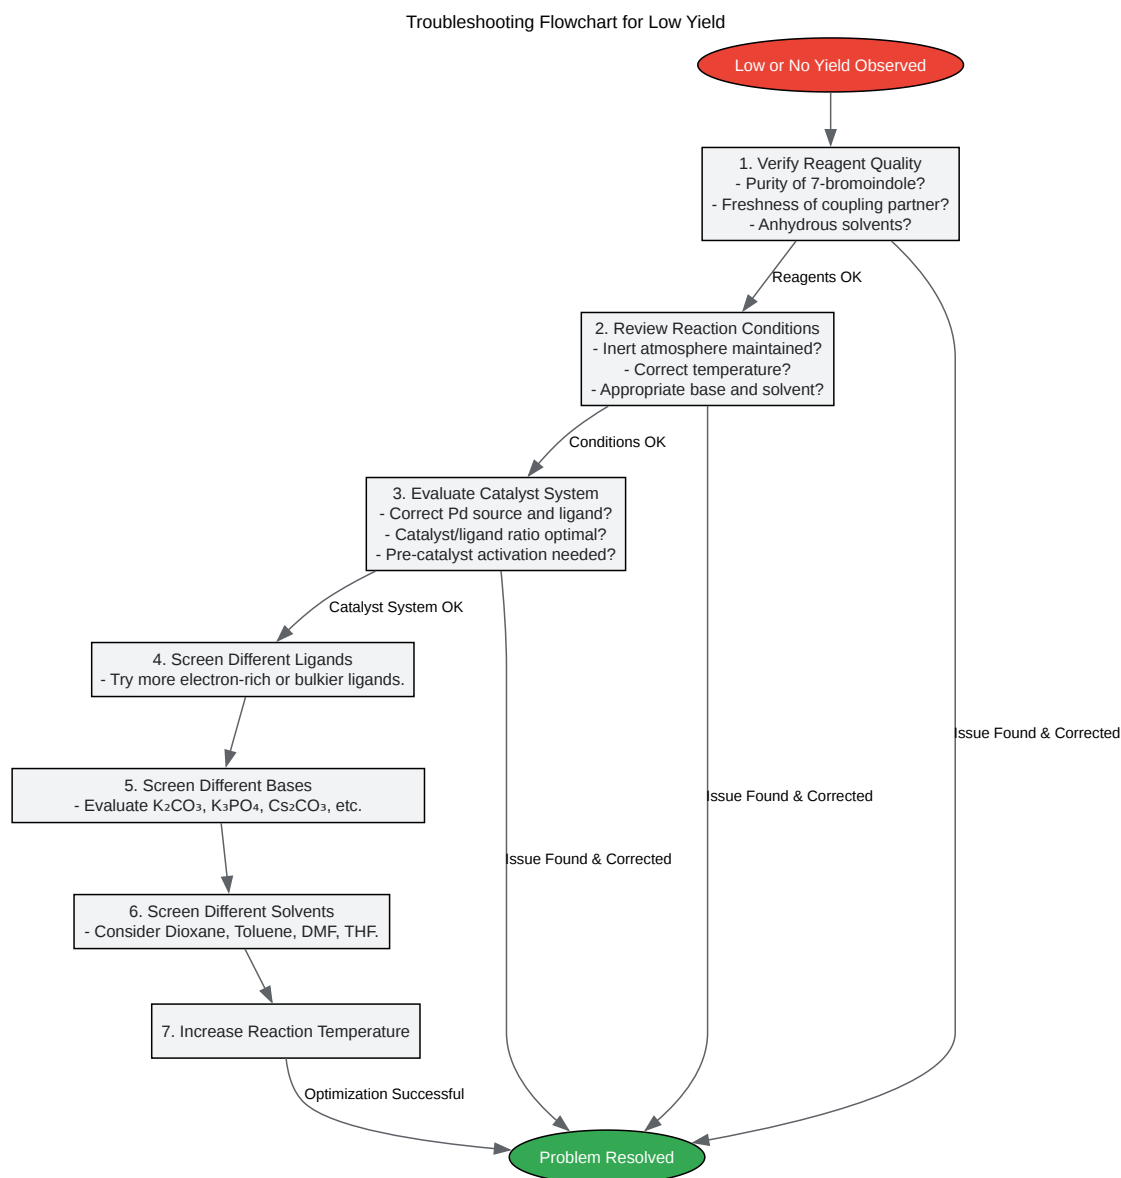 Troubleshooting Flowchart for Low Yield
Low or No Yield Observed
1. Verify Reagent Quality
- Purity of 7-bromoindole?
- Freshness of coupling partner?
- Anhydrous solvents?
Reagents OK
2. Review Reaction Conditions
- Inert atmosphere maintained?
- Correct temperature?
- Appropriate base and solvent?
Conditions OK
3. Evaluate Catalyst System
- Correct Pd source and ligand?
- Catalyst/ligand ratio optimal?
- Pre-catalyst activation needed?
Catalyst System OK
4. Screen Different Ligands
- Try more electron-rich or bulkier ligands.
Issue Found & Corrected
5. Screen Different Bases
- Evaluate K₂CO₃, K₃PO₄, Cs₂CO₃, etc.
Issue Found & Corrected
Issue Found & Corrected
6. Screen Different Solvents
- Consider Dioxane, Toluene, DMF, THF.
7. Increase Reaction Temperature
Optimization Successful
Problem Resolved